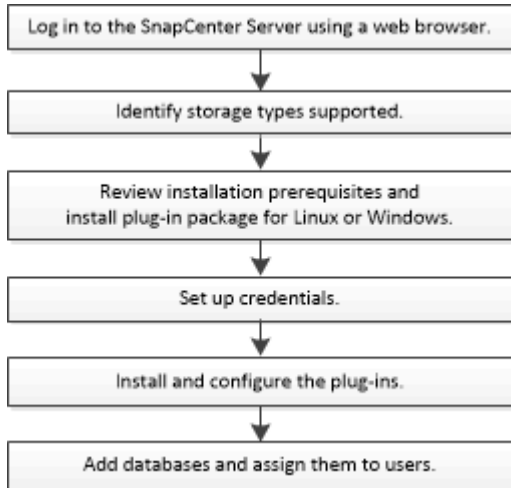 Log in to the SnapCenter Server using a web browser.
Identify storage types supported.
Review installation prerequisites and
install plug-in package for Linux or Windows.
Set up credentials.
Install and configure the plug-ins.
Add databases and assign them to users.